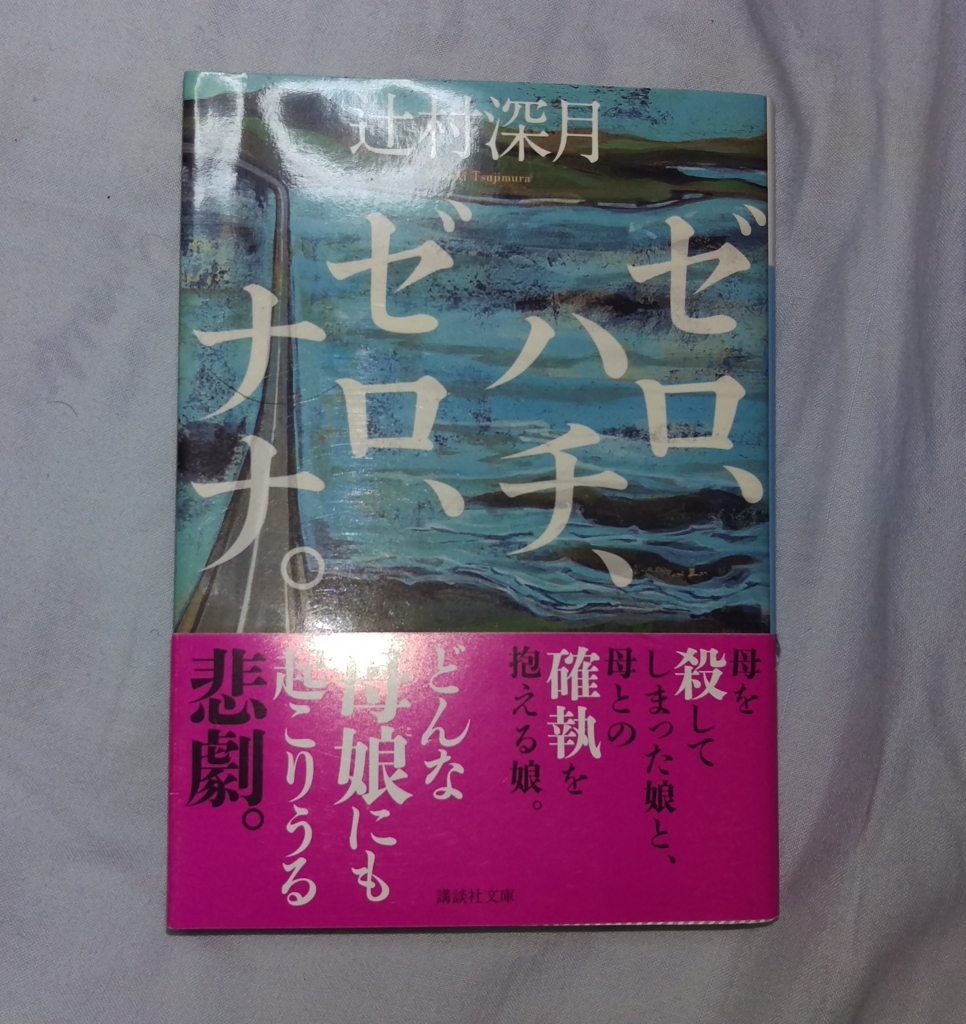 辻村深月
Tsujimura
ゼロ、
ハチ、
ゼロ、
ナナ。
母を
殺して
しまった娘と、
母との
確執を
抱える娘。
どんな
母娘にも
起こりうる
悲劇。
講談社文庫